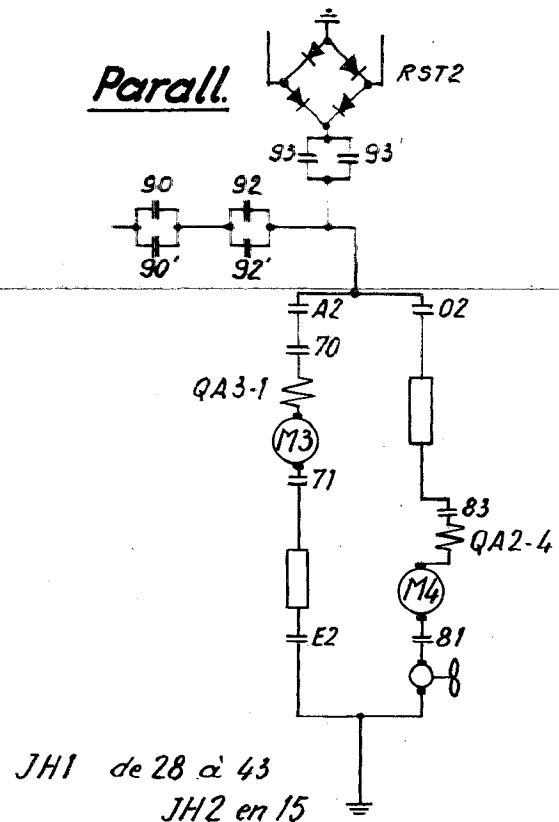 Parall.
RST2
93 93'
90 92
90' 92'
A2 02
70
QA3-1
M3
71
83
QA2-4
M4
E2
81
JH1 de 28 à 43
JH2 en 15